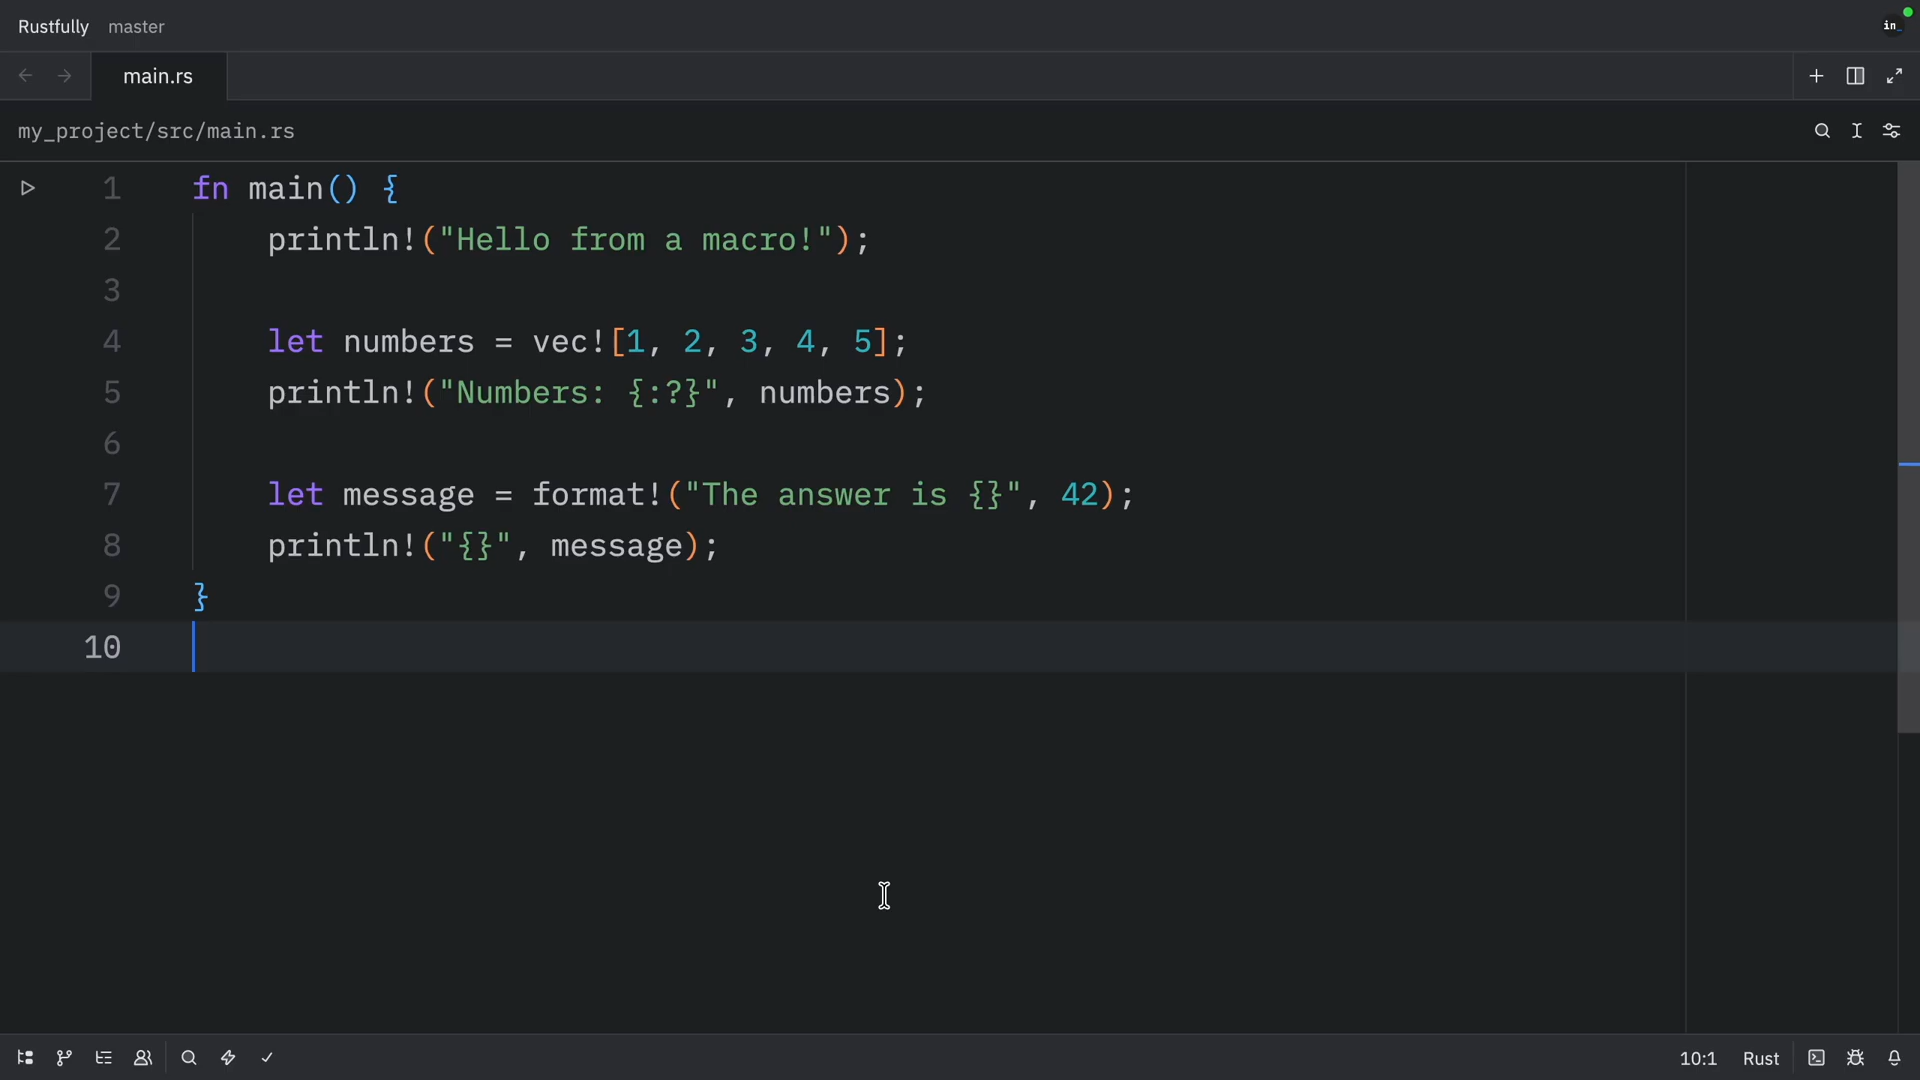 Rustfully master
in_
main.rs
my_project/src/main.rs
1 fn main() {
2     println!("Hello from a macro!");
3
4     let numbers = vec![1, 2, 3, 4, 5];
5     println!("Numbers: {:?}", numbers);
6
7     let message = format!("The answer is {}", 42);
8     println!("{}", message);
9 }
10
10:1 Rust